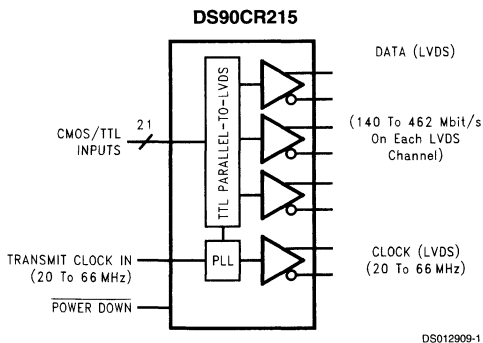 DS90CR215
DATA (LVDS)
21
CMOS/TTL
INPUTS
TTL PARALLEL-TO-LVDS
(140 To 462 Mbit/s
On Each LVDS
Channel)
TRANSMIT CLOCK IN
(20 To 66 MHz)
PLL
CLOCK (LVDS)
(20 To 66 MHz)
POWER DOWN
DS012909-1